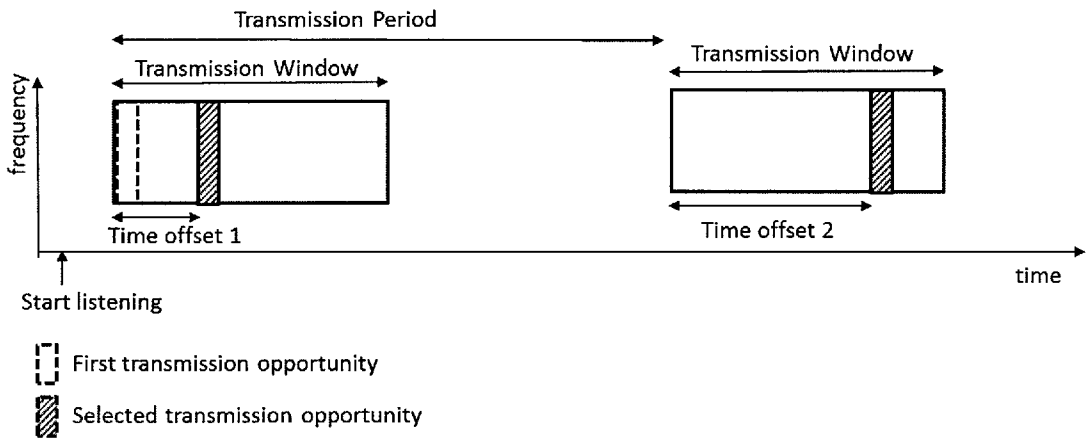 Transmission Period
Transmission Window
Transmission Window
frequency
Time offset 1
Time offset 2
time
Start listening
First transmission opportunity
Selected transmission opportunity